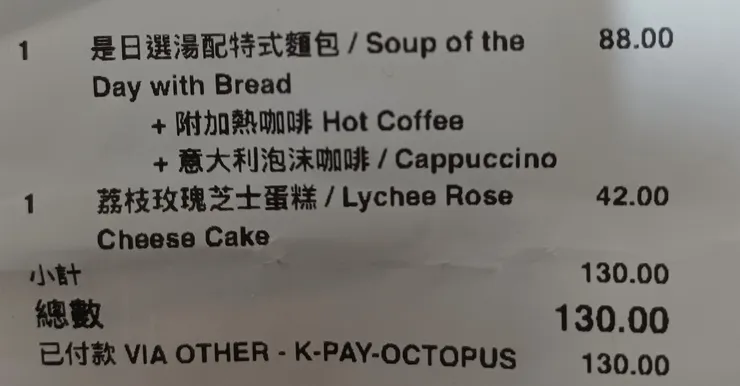 1 是日選湯配特式麵包 / Soup of the 88.00
Day with Bread
+ 附加熱咖啡 Hot Coffee
+ 意大利泡沫咖啡 / Cappuccino
1 荔枝玫瑰芝士蛋糕 / Lychee Rose 42.00
Cheese Cake
小計 130.00
總數 130.00
已付款 VIA OTHER - K-PAY-OCTOPUS 130.00